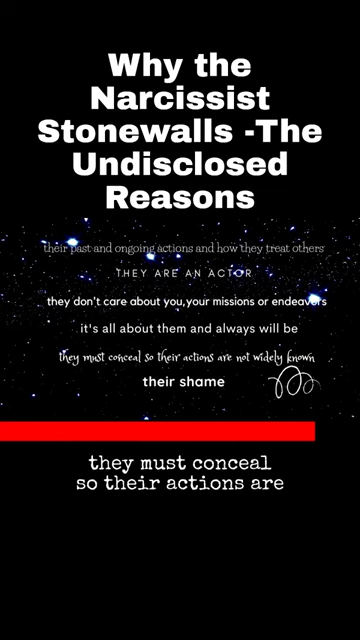 Why the
Narcissist
Stonewalls -The
Undisclosed
Reasons
their past and ongoing actions and how they treat others
THEY ARE AN ACTOR
they don't care about you,your missions or endeavors
it's all about them and always will be
they must conceal so their actions are not widely known
their shame
they must conceal
so their actions are